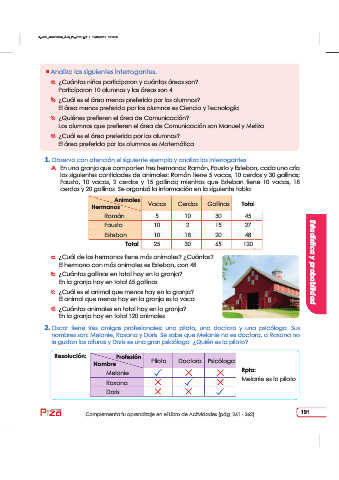 Analiza las siguientes interrogantes.
a. ¿Cuántos niños participaron y cuántas áreas son?
Participaron 10 alumnos y las áreas son 4
b. ¿Cuál es el área menos preferida por los alumnos?
El área menos preferida por los alumnos es Ciencia y Tecnología
c. ¿Quiénes prefieren el área de Comunicación?
Los alumnos que prefieren el área de Comunicación son Manuel y Melisa
d. ¿Cuál es el área preferida por los alumnos?
El área preferida por los alumnos es Matemática
1. Observa con atención el siguiente ejemplo y analiza las interrogantes
A. En una granja que comparten tres hermanos: Ramón, Fausto y Esteban, cada uno cría
las siguientes cantidades de animales: Ramón tiene 5 vacas, 10 cerdos y 30 gallinas;
Fausto, 10 vacas, 2 cerdos y 15 gallinas; mientras que Esteban tiene 10 vacas, 18
cerdos y 20 gallinas. Se organizó la información en la siguiente tabla:
Animales
Hermanos Vacas Cerdos Gallinas Total
Ramón 5 10 30 45
Fausto 10 2 15 27
Esteban 10 18 20 48
Total 25 30 65 120
a. ¿Cuál de los hermanos tiene más animales? ¿Cuántos?
El hermano con más animales es Esteban, con 48
b. ¿Cuántas gallinas en total hay en la granja?
En la granja hay en total 65 gallinas
c. ¿Cuál es el animal que menos hay en la granja?
El animal que menos hay en la granja es la vaca
d. ¿Cuántos animales en total hay en la granja?
En la granja hay en total 120 animales
Estadística y probabilidad
2. Oscar tiene tres amigas profesionales: una piloto, una doctora y una psicóloga. Sus
nombres son: Melanie, Roxana y Doris. Se sabe que Melanie no es doctora, a Roxana no
le gustan las alturas y Doris es una gran psicóloga. ¿Quién es la piloto?
Resolución:
Profesión
Nombre Piloto Doctora Psicóloga
Melanie
Roxana
Doris
Rpta:
Melanie es la piloto
Complementa tu aprendizaje en el Libro de Actividades (pág. 261 - 262)
191